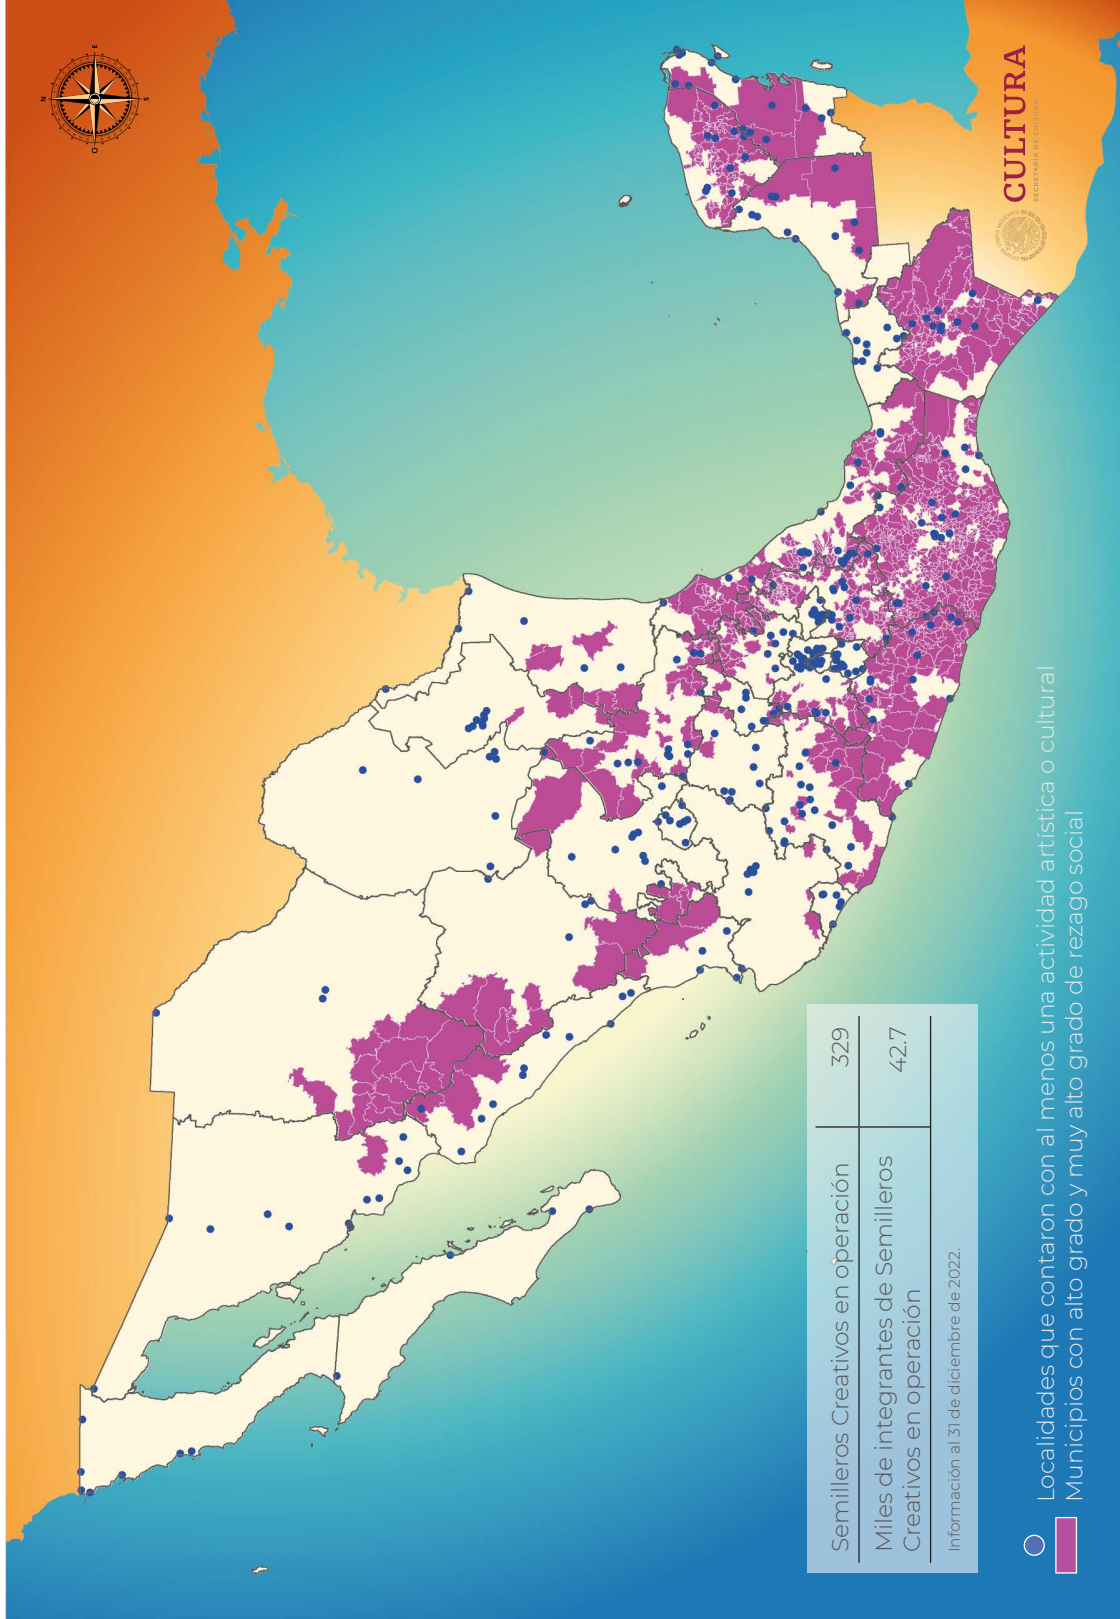 N
E
S
O
CULTURA
SECRETARÍA DE CULTURA
Semilleros Creativos en operación 329
Miles de integrantes de Semilleros
Creativos en operación 42.7
Información al 31 de diciembre de 2022.
Localidades que contaron con al menos una actividad artística o cultural
Municipios con alto grado y muy alto grado de rezago social